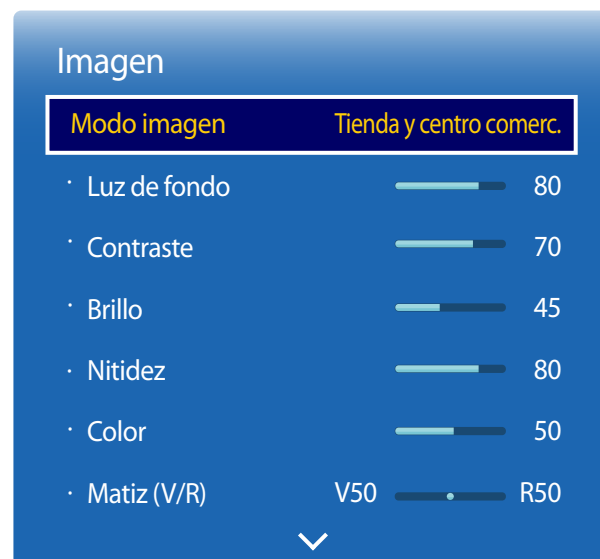 Imagen
Modo imagen Tienda y centro comerc.
· Luz de fondo 80
· Contraste 70
· Brillo 45
· Nitidez 80
· Color 50
· Matiz (V/R) V50 R50